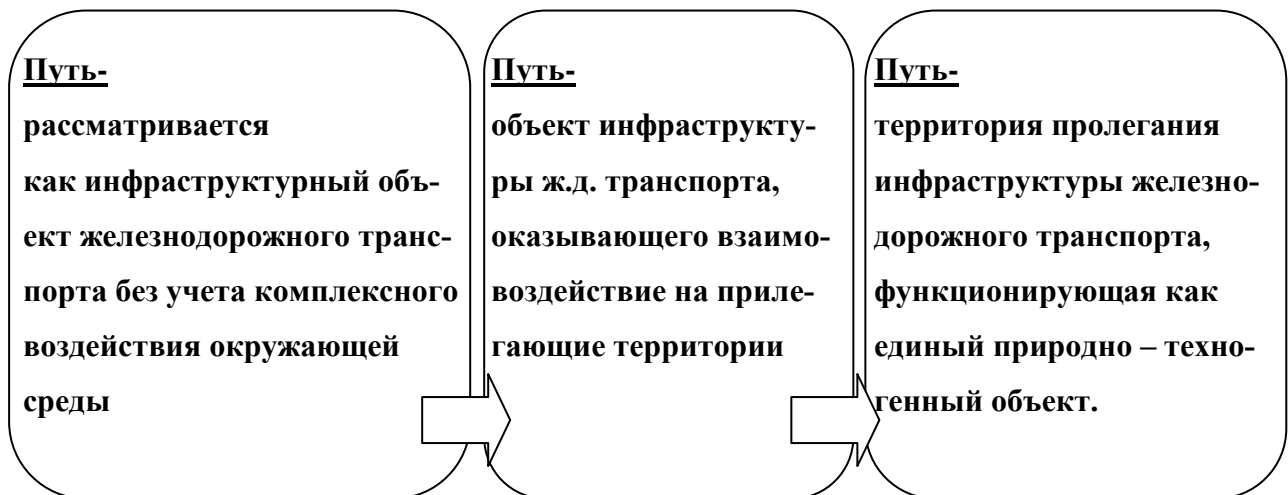 Путь-
рассматривается
как инфраструктурный объ-
ект железнодорожного транс-
порта без учета комплексного
воздействия окружающей
среды
Путь-
объект инфраструкту-
ры ж.д. транспорта,
оказывающего взаимо-
воздействие на приле-
гающие территории
Путь-
территория пролегания
инфраструктуры железно-
дорожного транспорта,
функционирующая как
единый природно – техно-
генный объект.